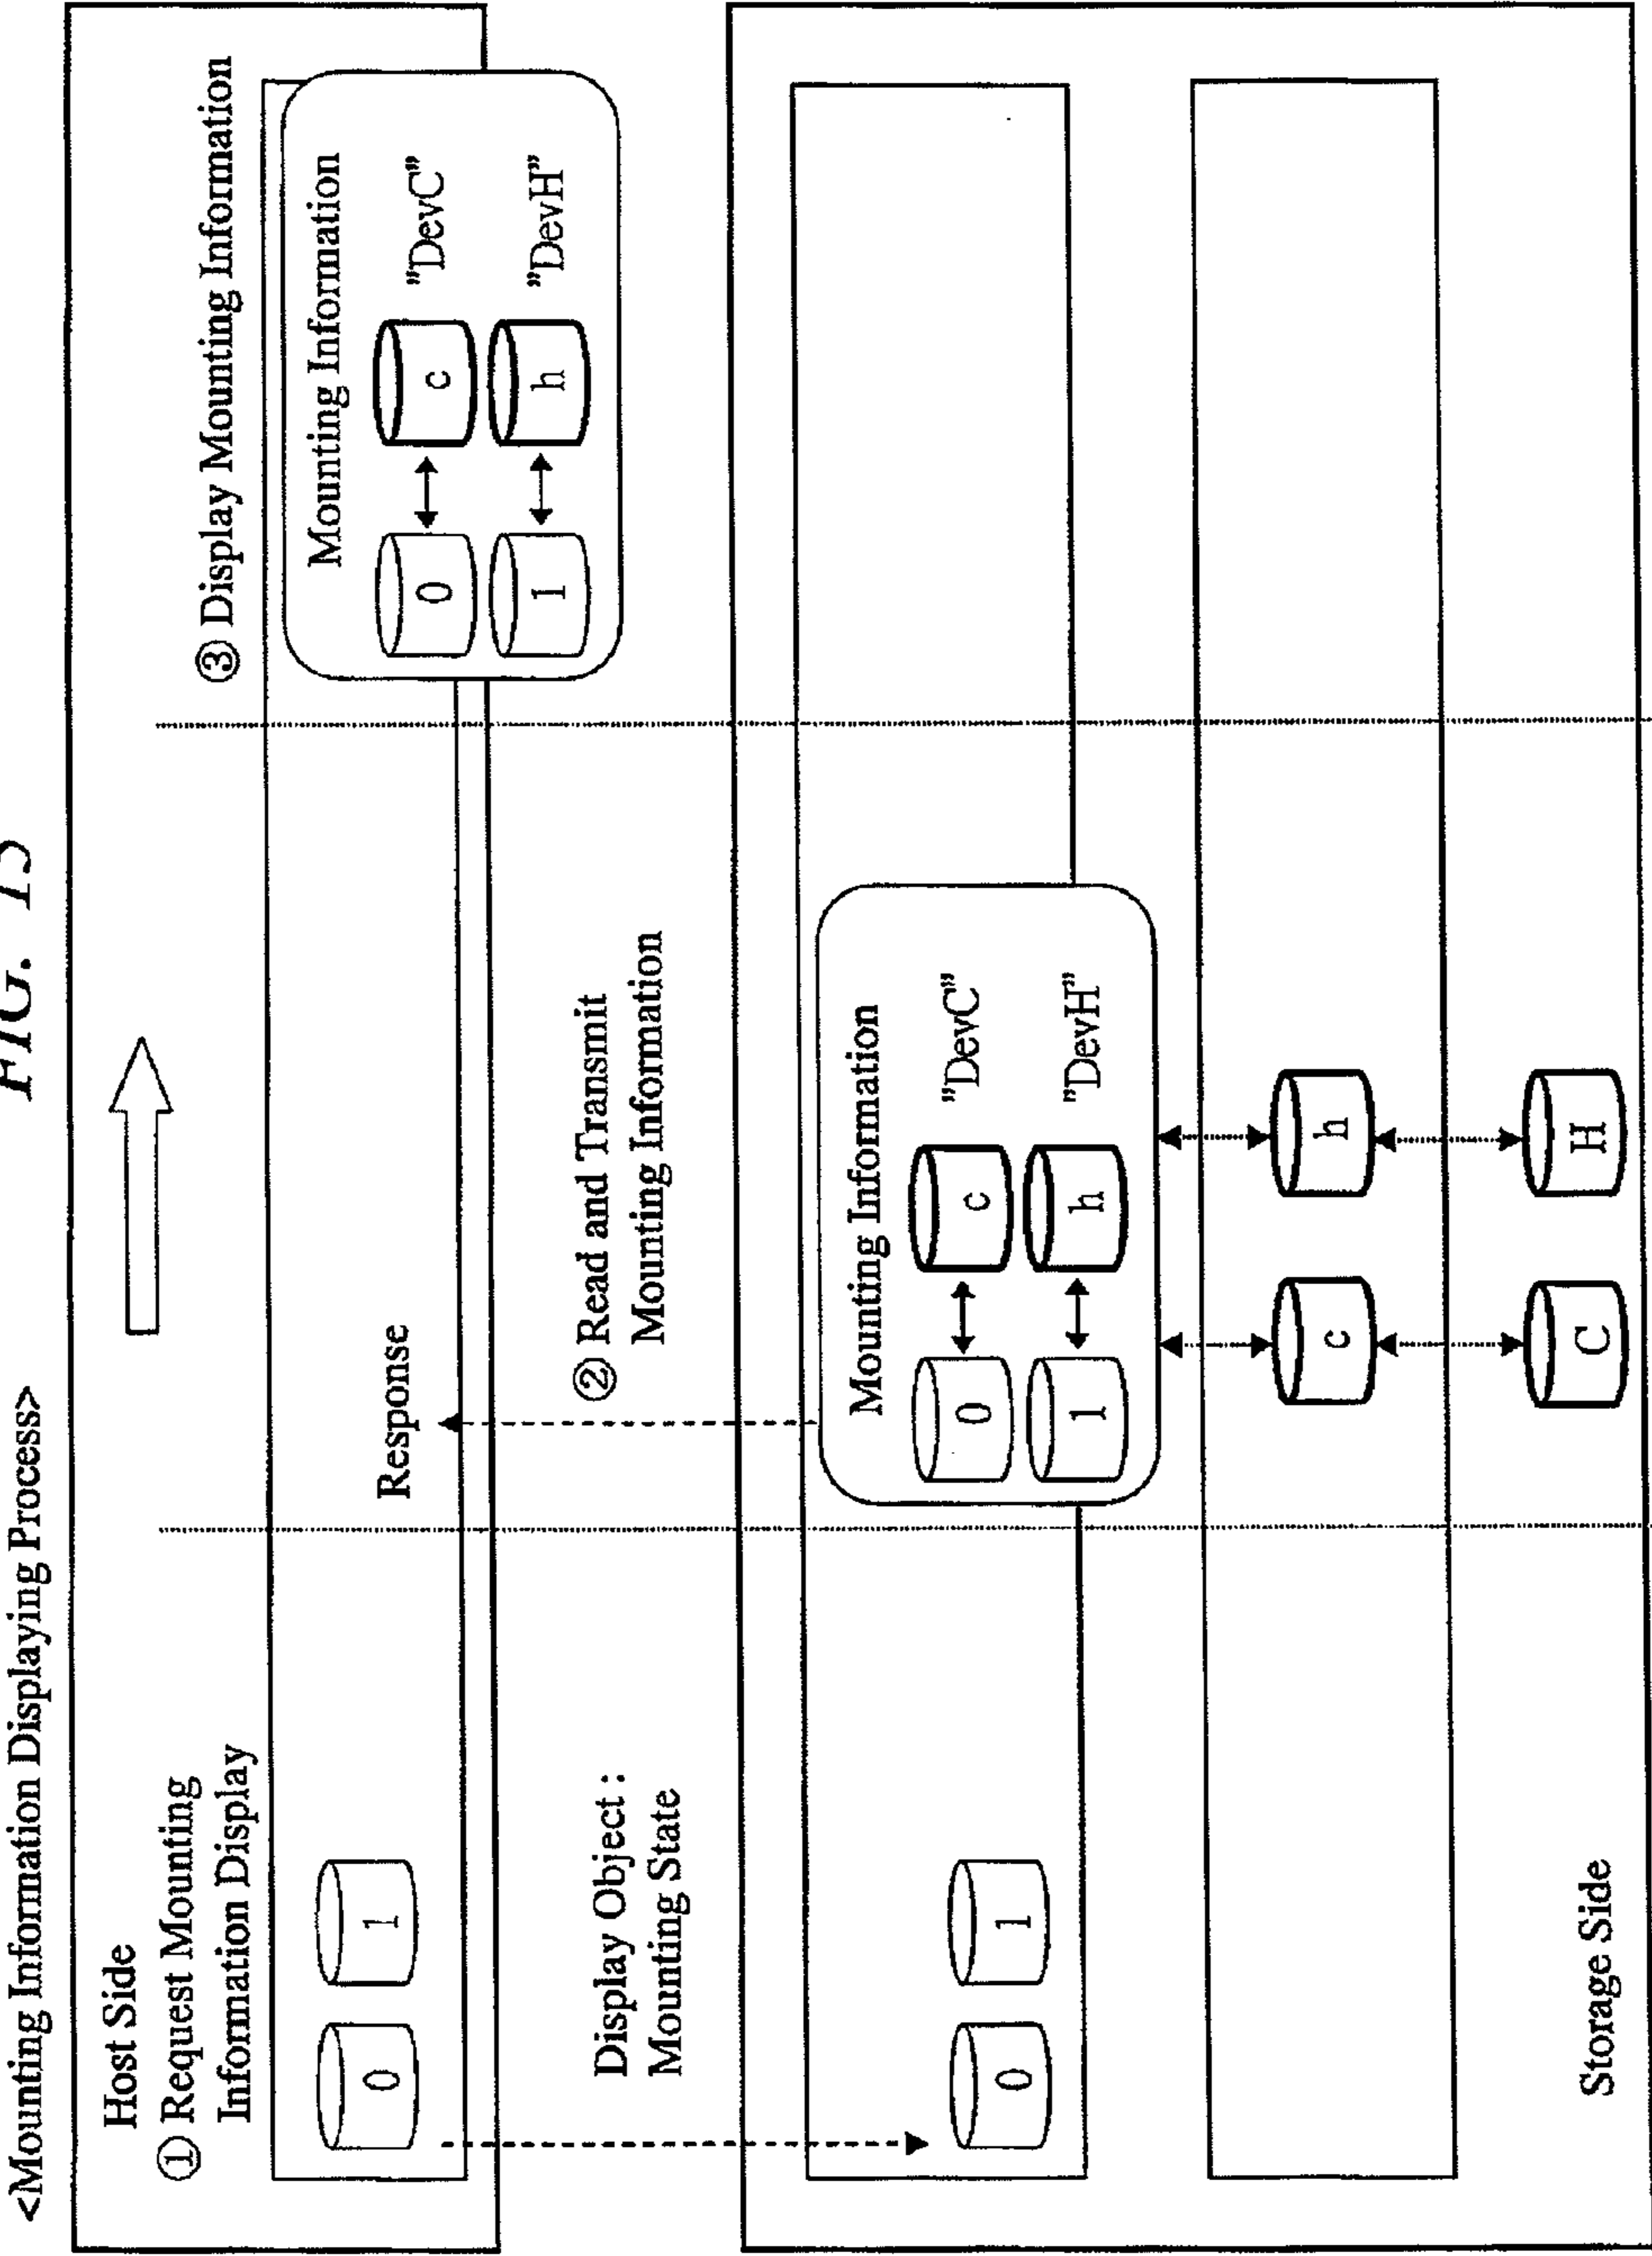 FIG. 15
<Mounting Information Displaying Process>
Host Side
① Request Mounting
Information Display
0
1
Display Object :
Mounting State
0
1
Storage Side
Response
② Read and Transmit
Mounting Information
Mounting Information
0
c
"DevC"
1
h
"DevH"
c
h
C
H
③ Display Mounting Information
Mounting Information
0
c
"DevC"
1
h
"DevH"